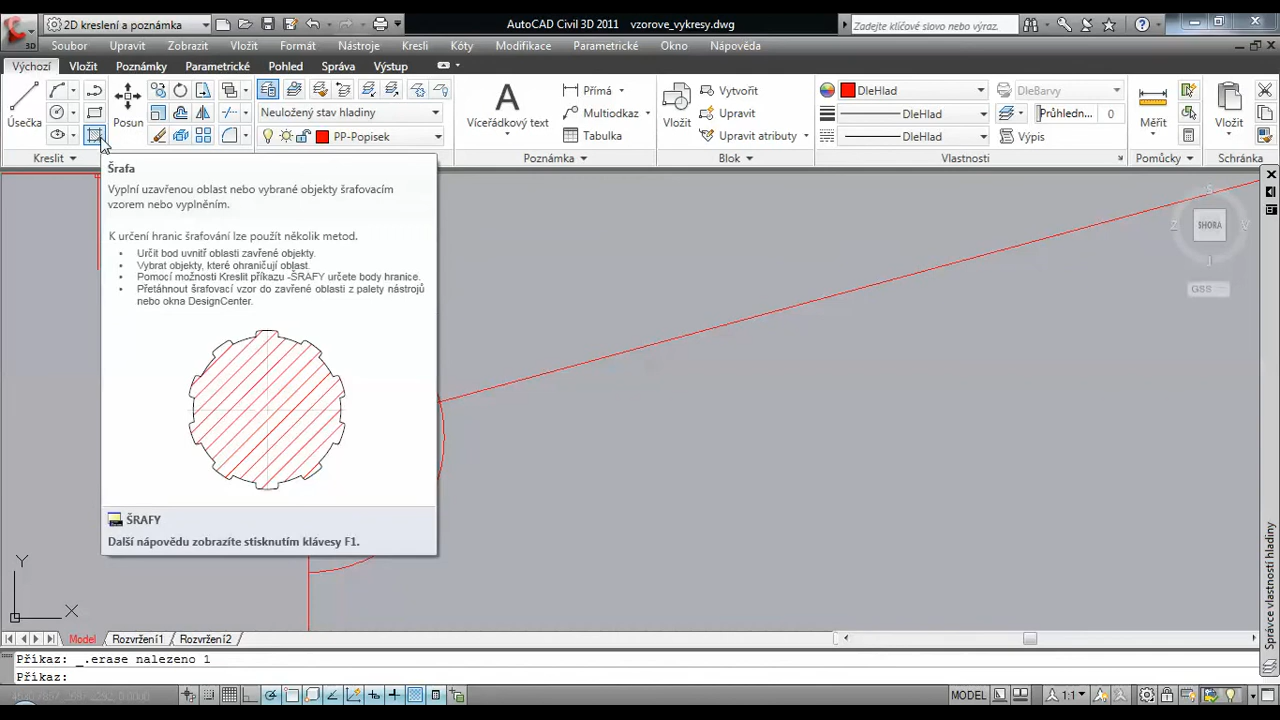 2D kreslení a poznámka
AutoCAD Civil 3D 2011 vzorove_vykresy.dwg
Zadejte klíčové slovo nebo výraz.
3D
Soubor Upravit Zobrazit Vložit Formát Nástroje Kresli Kóty Modifikace Parametrické Okno Nápověda
Výchozí Vložit Poznámky Parametrické Pohled Správa Výstup
Úsečka
Neuložený stav hladiny
PP-Popisek
Kreslit
Víceřádkový text
Přímá
Multiodkaz
Tabulka
Poznámka
Vložit
Vytvořit
Upravit
Upravit atributy
Blok
DleHlad
DleHlad
DleHlad
DleBarvy
Průhledn... 0
Výpis
Vlastnosti
Měřit
Pomůcky
Vložit
Schránka
Šrafa
Vyplní uzavřenou oblast nebo vybrané objekty šrafovacím
vzorem nebo vyplněním.
K určení hranic šrafování lze použít několik metod.
• Určit bod uvnitř oblasti zavřené objekty.
• Vybrat objekty, které ohraničují oblast.
• Pomocí možnosti Kreslit příkazu -ŠRAFY určete body hranice.
• Přetáhnout šrafovací vzor do zavřené oblasti z palety nástrojů
nebo okna DesignCenter.
ŠRAFY
Další nápovědu zobrazíte stisknutím klávesy F1.
S
Z SHORA V
GSS
Y
X
Správce vlastností hladiny
Model Rozvržení1 Rozvržení2
Příkaz: _.erase nalezeno 1
Příkaz:
MODEL
1:1